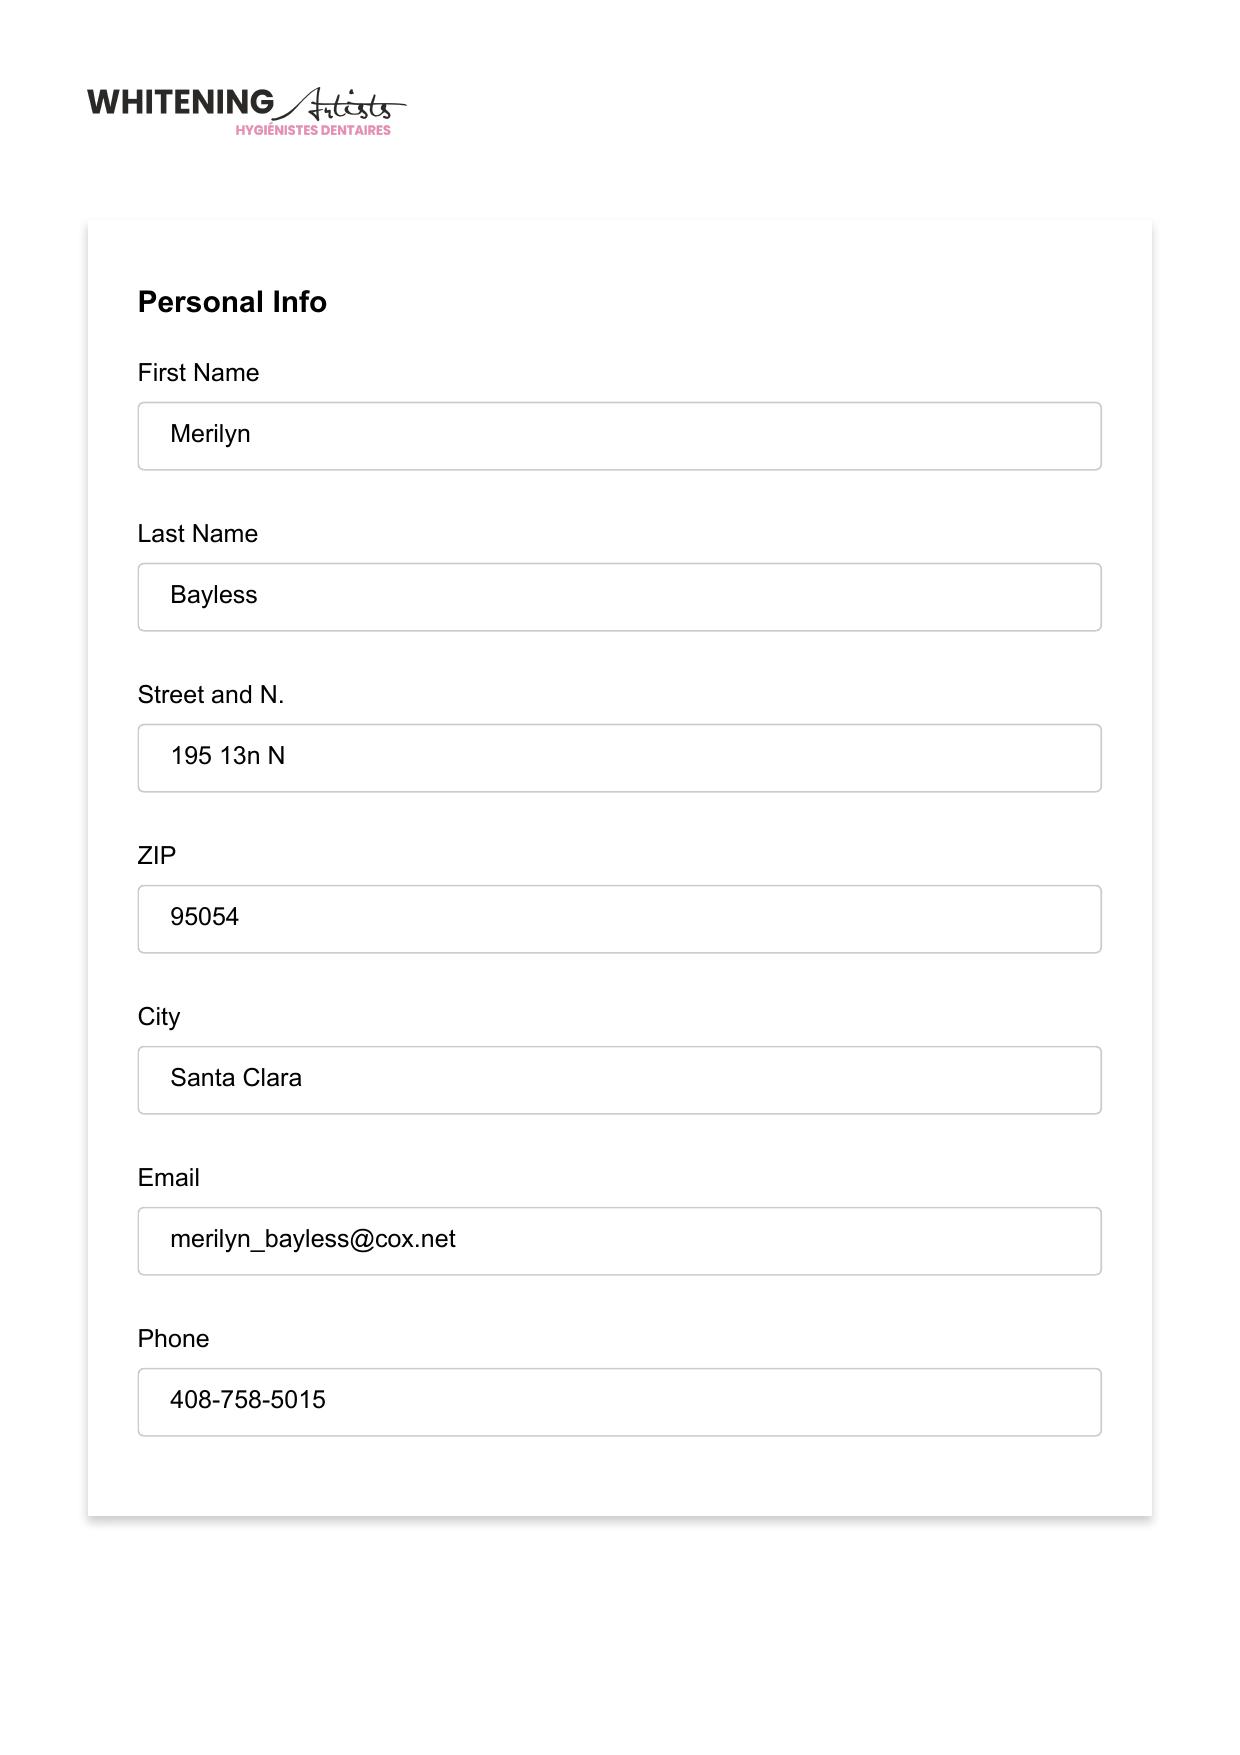 WHITENING Artists
HYGIÉNISTES DENTAIRES
Personal Info
First Name
Merilyn
Last Name
Bayless
Street and N.
195 13n N
ZIP
95054
City
Santa Clara
Email
merilyn_bayless@cox.net
Phone
408-758-5015